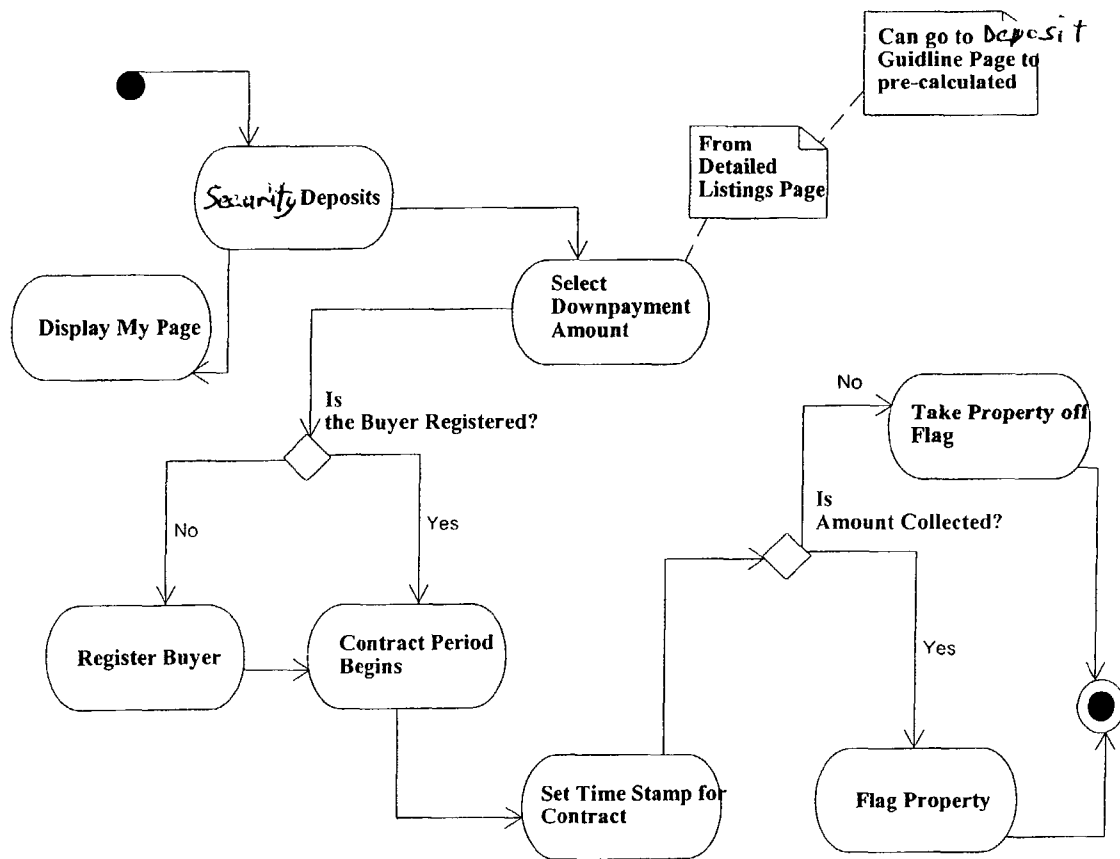 Can go to Deposit
Guidline Page to
pre-calculated
From
Detailed
Listings Page
Security Deposits
Select
Downpayment
Amount
Display My Page
Is
the Buyer Registered?
No
Yes
Register Buyer
Contract Period
Begins
Set Time Stamp for
Contract
Is
Amount Collected?
No
Take Property off
Flag
Yes
Flag Property